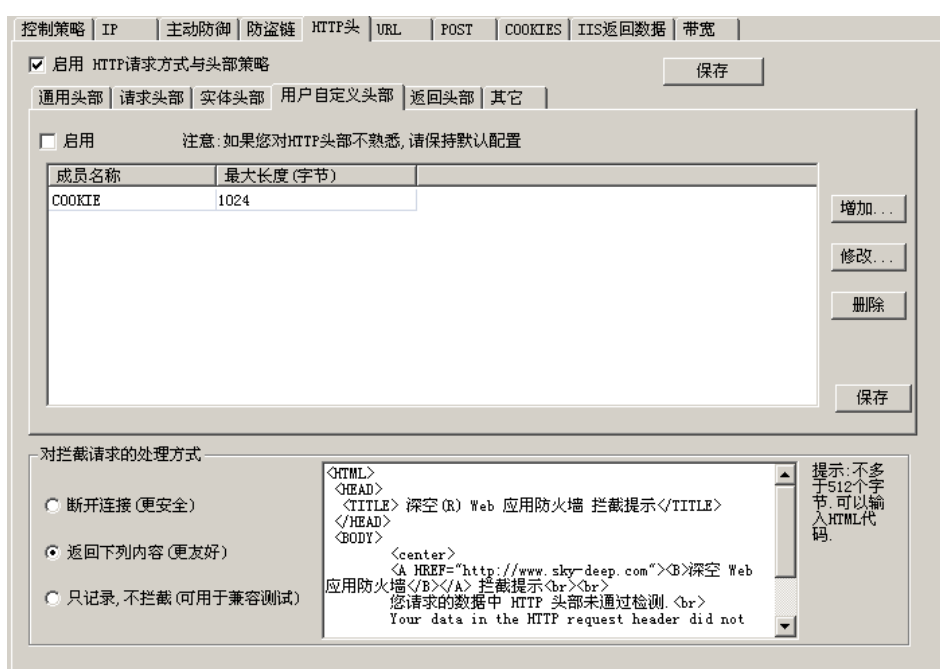 控制策略 IP 主动防御 防盗链 HTTP头 URL POST COOKIES IIS返回数据 带宽
启用 HTTP请求方式与头部策略 保存
通用头部 请求头部 实体头部 用户自定义头部 返回头部 其它
启用 注意:如果您对HTTP头部不熟悉,请保持默认配置
成员名称 最大长度(字节)
COOKIE 1024
增加...
修改...
删除
保存
对拦截请求的处理方式
断开连接(更安全)
返回下列内容(更友好)
只记录,不拦截(可用于兼容测试)
<HTML>
<HEAD>
<TITLE> 深空(R) Web 应用防火墙 拦截提示</TITLE>
</HEAD>
<BODY>
<center>
<A HREF="http://www.sky-deep.com"><B>深空 Web
应用防火墙</B></A> 拦截提示<br><br>
您请求的数据中 HTTP 头部未通过检测.<br>
Your data in the HTTP request header did not
提示:不多
于512个字
节.可以输
入HTML代
码.